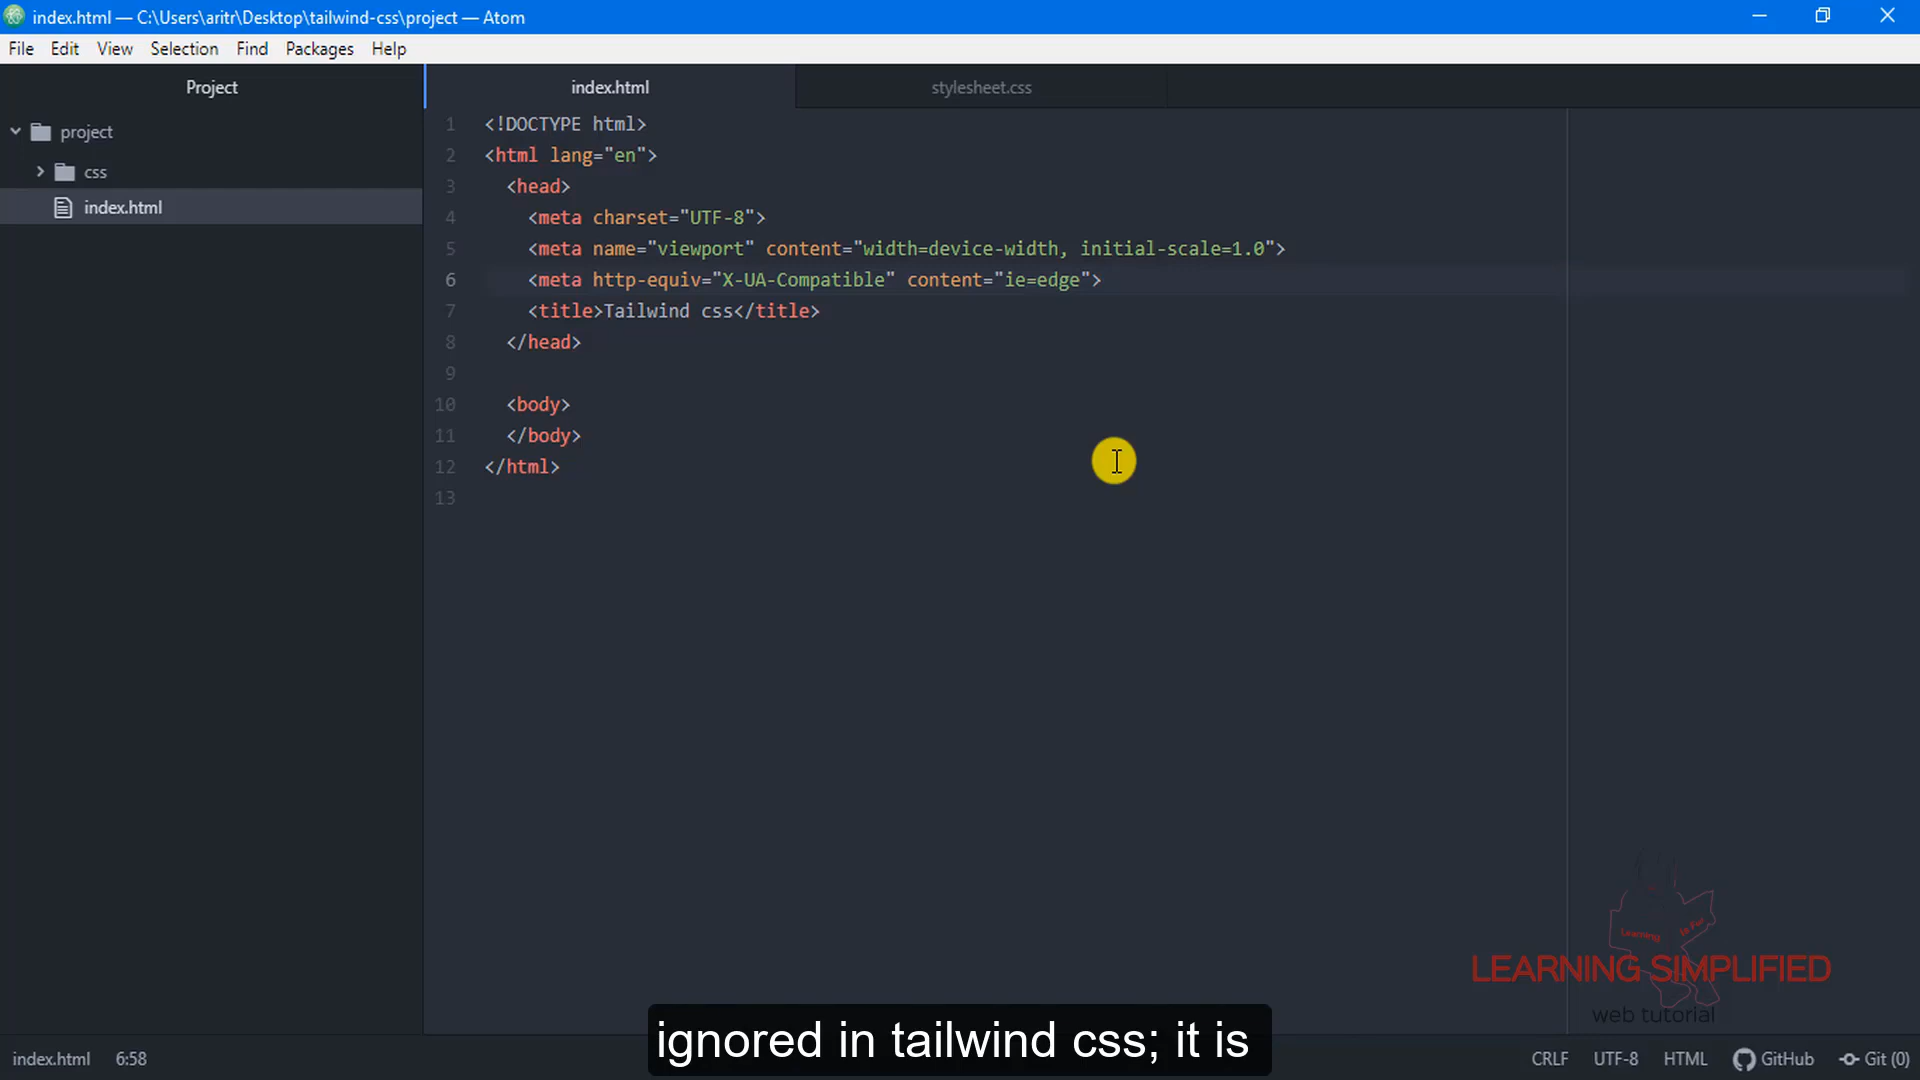 index.html — C:\Users\aritr\Desktop\tailwind-css\project — Atom
File Edit View Selection Find Packages Help
Project
index.html
stylesheet.css
project
css
index.html
1 <!DOCTYPE html>
2 <html lang="en">
3 <head>
4 <meta charset="UTF-8">
5 <meta name="viewport" content="width=device-width, initial-scale=1.0">
6 <meta http-equiv="X-UA-Compatible" content="ie=edge">
7 <title>Tailwind css</title>
8 </head>
9
10 <body>
11 </body>
12 </html>
13
Learning Is Fun
LEARNING SIMPLIFIED
web tutorial
ignored in tailwind css; it is
index.html 6:58
CRLF UTF-8 HTML GitHub Git (0)